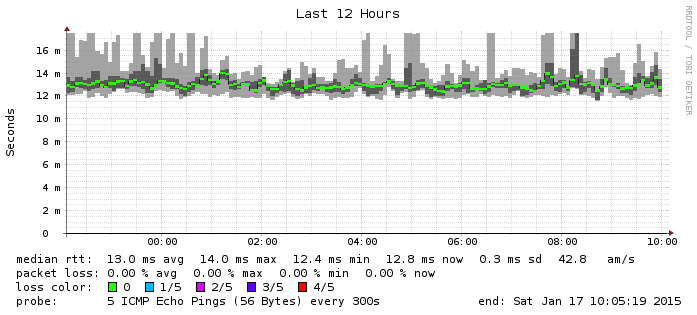 Last 12 Hours
RRDTOOL / TOBI OETIKER
Seconds
16 m
14 m
12 m
10 m
8 m
6 m
4 m
2 m
0
00:00 02:00 04:00 06:00 08:00 10:00
median rtt: 13.0 ms avg 14.0 ms max 12.4 ms min 12.8 ms now 0.3 ms sd 42.8 am/s
packet loss: 0.00 % avg 0.00 % max 0.00 % min 0.00 % now
loss color: 0 1/5 2/5 3/5 4/5
probe: 5 ICMP Echo Pings (56 Bytes) every 300s end: Sat Jan 17 10:05:19 2015